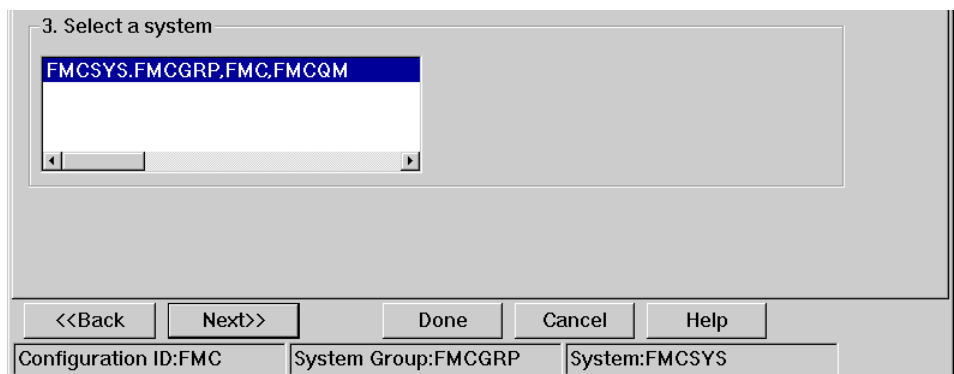 3. Select a system
FMCSYS.FMCGRP,FMC,FMCQM
<<Back Next>> Done Cancel Help
Configuration ID:FMC System Group:FMCGRP System:FMCSYS